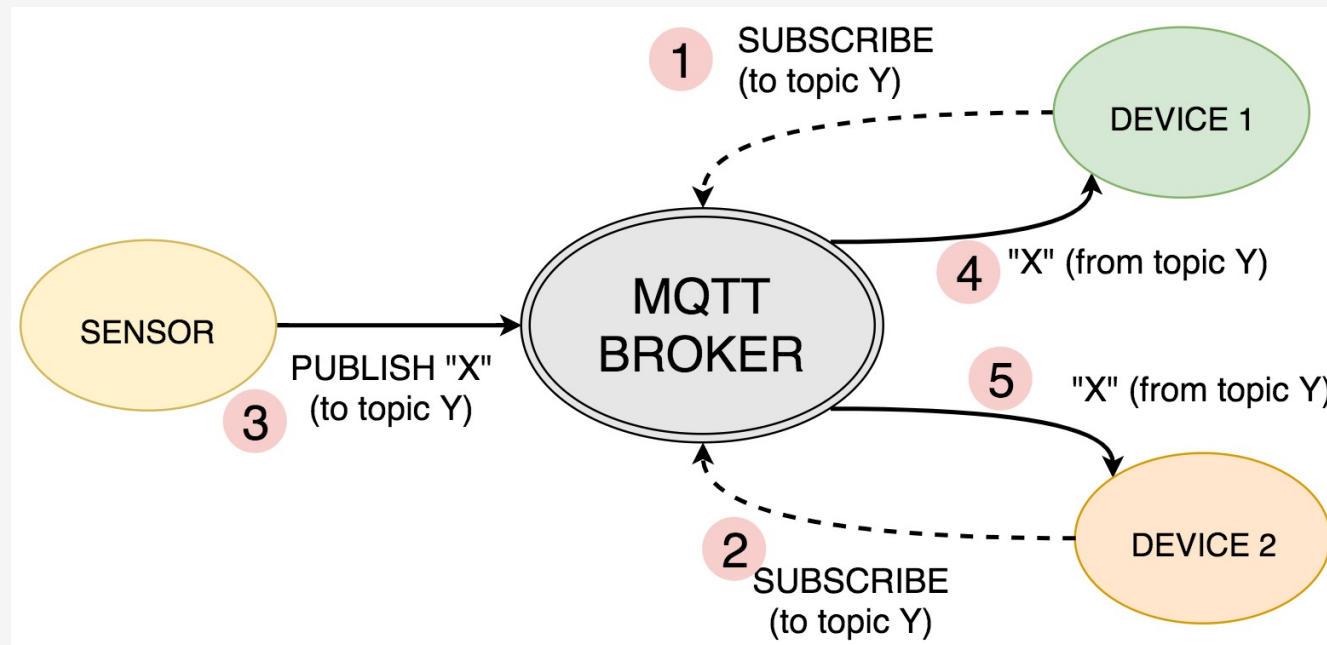 1
SUBSCRIBE
(to topic Y)
DEVICE 1
4
"X" (from topic Y)
MQTT
BROKER
SENSOR
PUBLISH "X"
(to topic Y)
3
5
"X" (from topic Y)
2
SUBSCRIBE
(to topic Y)
DEVICE 2